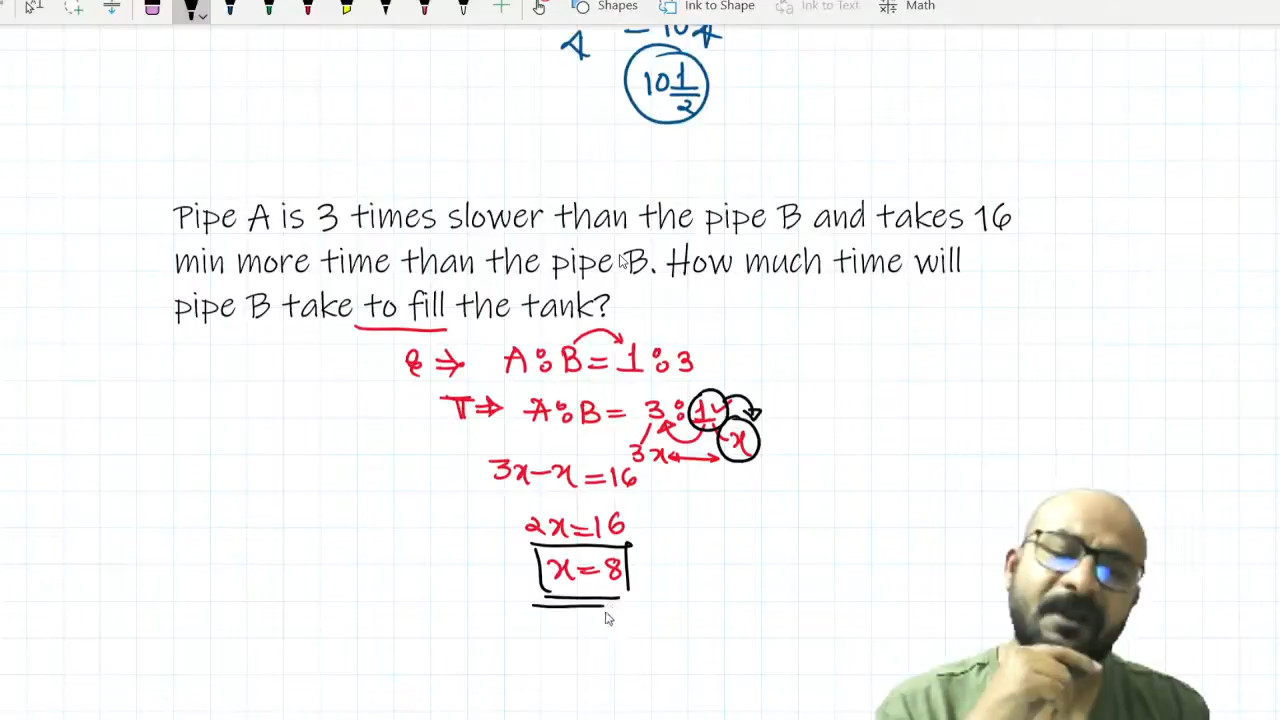 Shapes Ink to Shape Ink to Text Math
10 1/2
Pipe A is 3 times slower than the pipe B and takes 16
min more time than the pipe B. How much time will
pipe B take to fill the tank?
⇒ A : B = 1 : 3
T ⇒ A : B = 3 : 1
3x x
3x - x = 16
2x = 16
x = 8